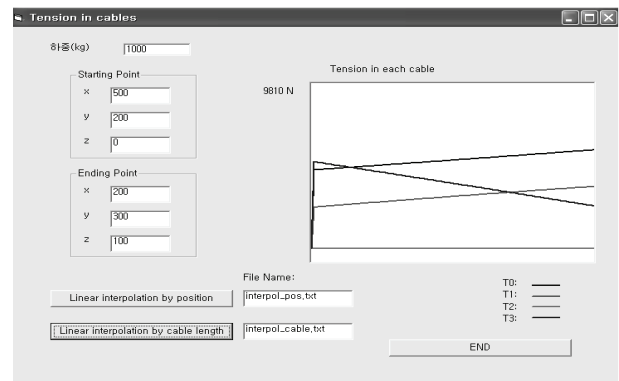 Tension in cables
하중(kg)
1000
Starting Point
x
500
y
200
z
0
Ending Point
x
200
y
300
z
100
Tension in each cable
9810 N
File Name:
Linear interpolation by position
interpol_pos,txt
Linear interpolation by cable length
interpol_cable,txt
T0:
T1:
T2:
T3:
END